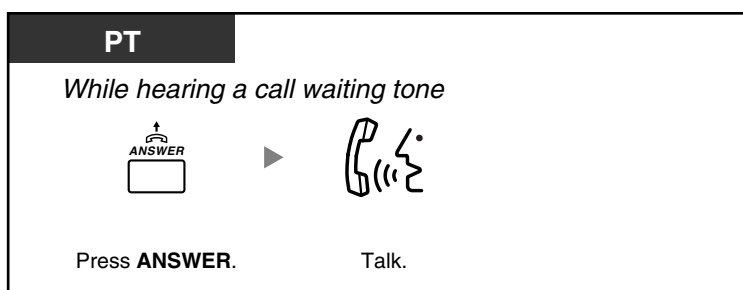 PT
While hearing a call waiting tone
ANSWER
Press ANSWER.
Talk.